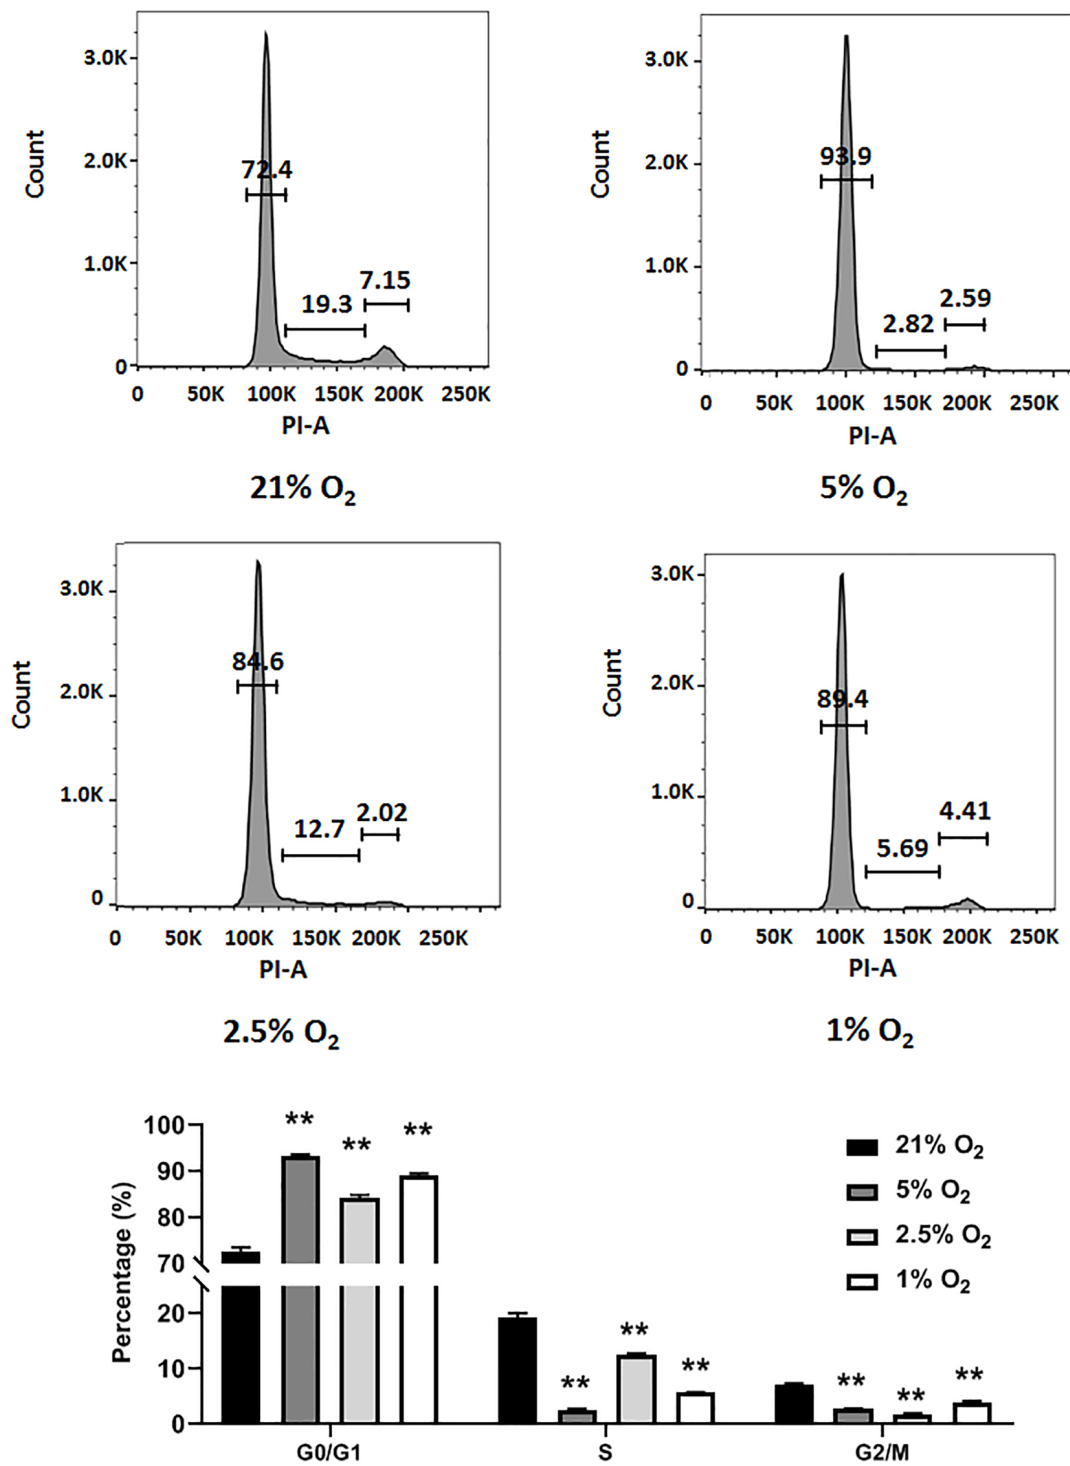 3.0K
2.0K
1.0K
0
Count
72.4
19.3
7.15
0 50K 100K 150K 200K 250K
PI-A
21% O₂
3.0K
2.0K
1.0K
0
Count
93.9
2.82
2.59
0 50K 100K 150K 200K 250K
PI-A
5% O₂
3.0K
2.0K
1.0K
0
Count
84.6
12.7
2.02
0 50K 100K 150K 200K 250K
PI-A
2.5% O₂
3.0K
2.0K
1.0K
0
Count
89.4
5.69
4.41
0 50K 100K 150K 200K 250K
PI-A
1% O₂
Percentage (%)
100
90
80
70
20
10
0
** ** **
** ** **
** ** **
G0/G1 S G2/M
21% O₂
5% O₂
2.5% O₂
1% O₂